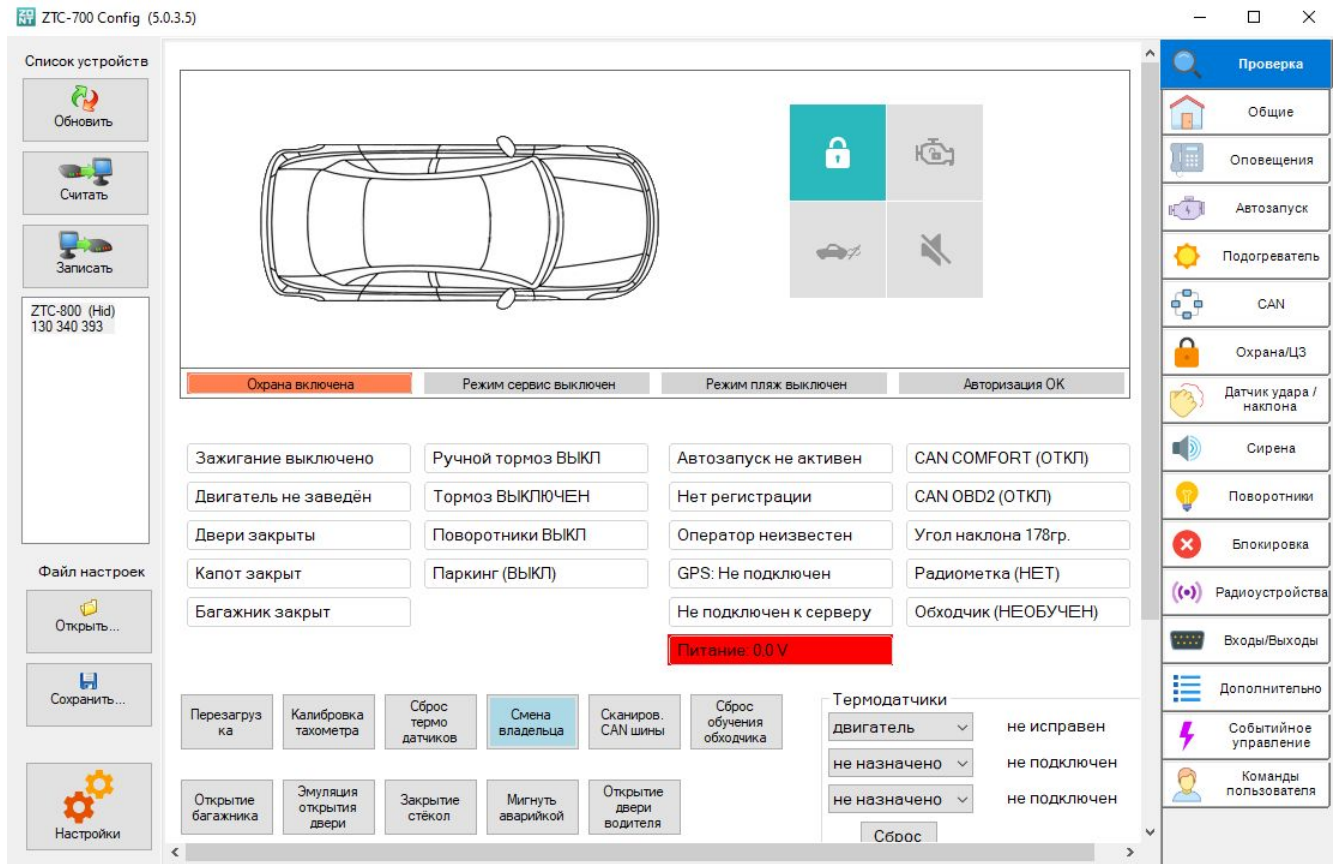 ZONT ZTC-700 Config (5.0.3.5)
Список устройств
Обновить
Считать
Записать
ZTC-800 (Hid)
130 340 393
Файл настроек
Открыть...
Сохранить...
Настройки
Охрана включена
Режим сервис выключен
Режим пляж выключен
Авторизация ОК
Зажигание выключено
Ручной тормоз ВЫКЛ
Автозапуск не активен
CAN COMFORT (ОТКЛ)
Двигатель не заведён
Тормоз ВЫКЛЮЧЕН
Нет регистрации
CAN OBD2 (ОТКЛ)
Двери закрыты
Поворотники ВЫКЛ
Оператор неизвестен
Угол наклона 178гр.
Капот закрыт
Паркинг (ВЫКЛ)
GPS: Не подключен
Радиометка (НЕТ)
Багажник закрыт
Не подключен к серверу
Обходчик (НЕОБУЧЕН)
Питание: 0,0 V
Перезагруз
ка
Калибровка
тахометра
Сброс
термо
датчиков
Смена
владельца
Сканиров.
CAN шины
Сброс
обучения
обходчика
Открытие
багажника
Эмуляция
открытия
двери
Закрытие
стёкол
Мигнуть
аварийкой
Открытие
двери
водителя
Термодатчики
двигатель
не исправен
не назначено
не подключен
не назначено
не подключен
Сброс
Проверка
Общие
Оповещения
Автозапуск
Подогреватель
CAN
Охрана/ЦЗ
Датчик удара /
наклона
Сирена
Поворотники
Блокировка
Радиоустройства
Входы/Выходы
Дополнительно
Событийное
управление
Команды
пользователя